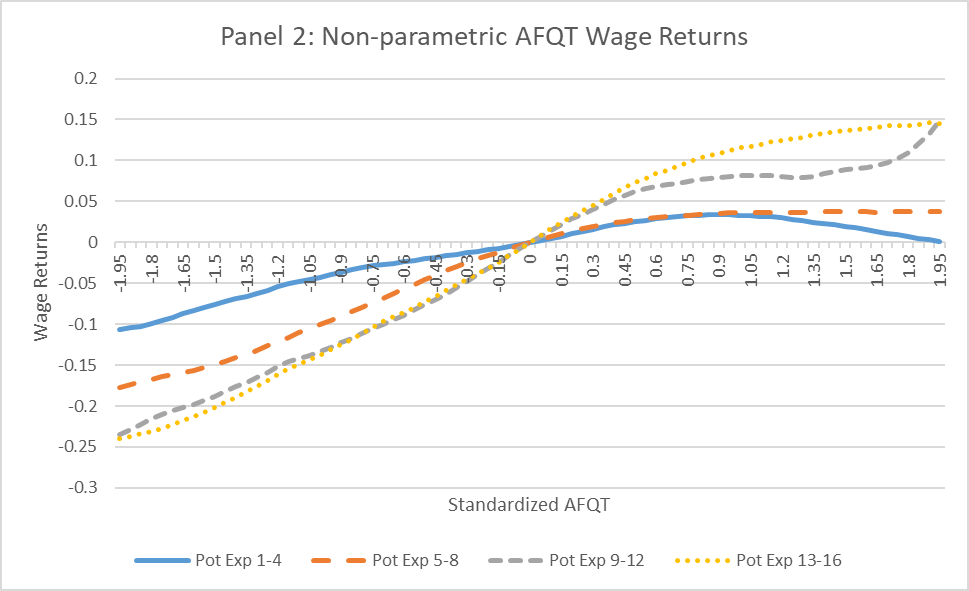 Panel 2: Non-parametric AFQT Wage Returns
0.2
0.15
0.1
0.05
0
-0.05
-0.1
-0.15
-0.2
-0.25
-0.3
Wage Returns
-1.95 -1.8 -1.65 -1.5 -1.35 -1.2 -1.05 -0.9 -0.75 -0.6 -0.45 -0.3 -0.15 0 0.15 0.3 0.45 0.6 0.75 0.9 1.05 1.2 1.35 1.5 1.65 1.8 1.95
Standardized AFQT
Pot Exp 1-4 Pot Exp 5-8 Pot Exp 9-12 Pot Exp 13-16